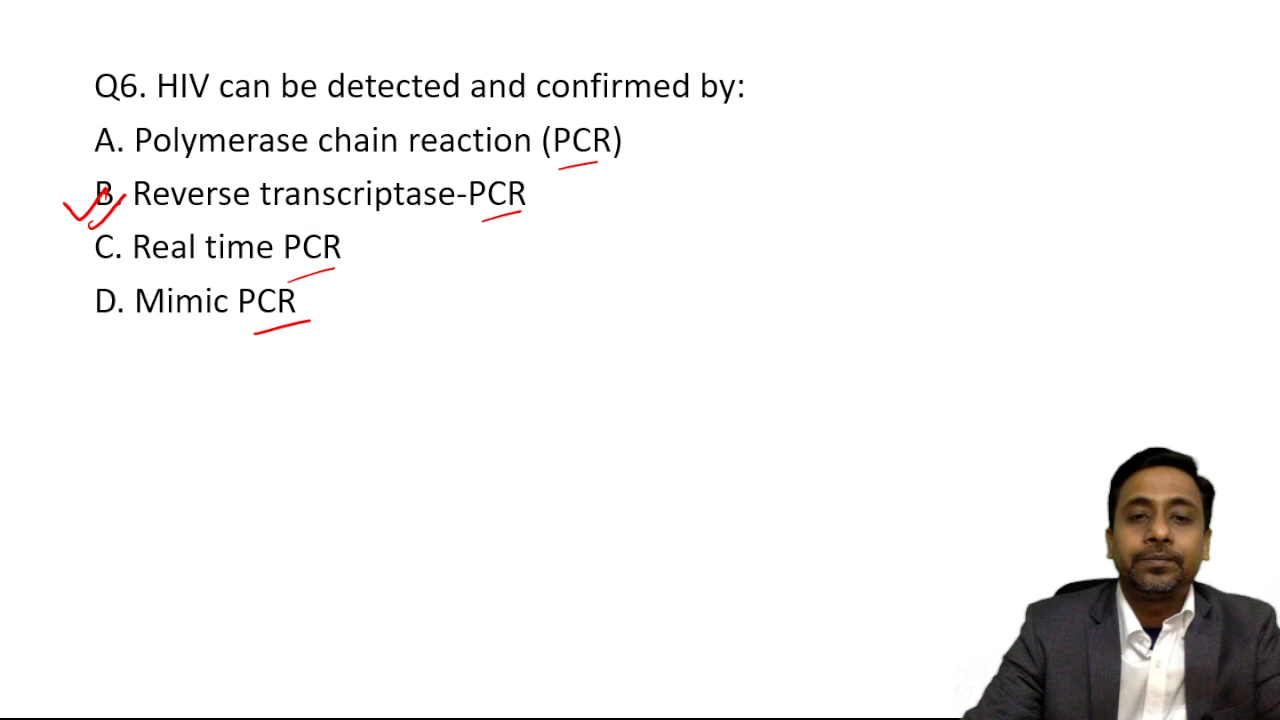 Q6. HIV can be detected and confirmed by:
A. Polymerase chain reaction (PCR)
B. Reverse transcriptase-PCR
C. Real time PCR
D. Mimic PCR